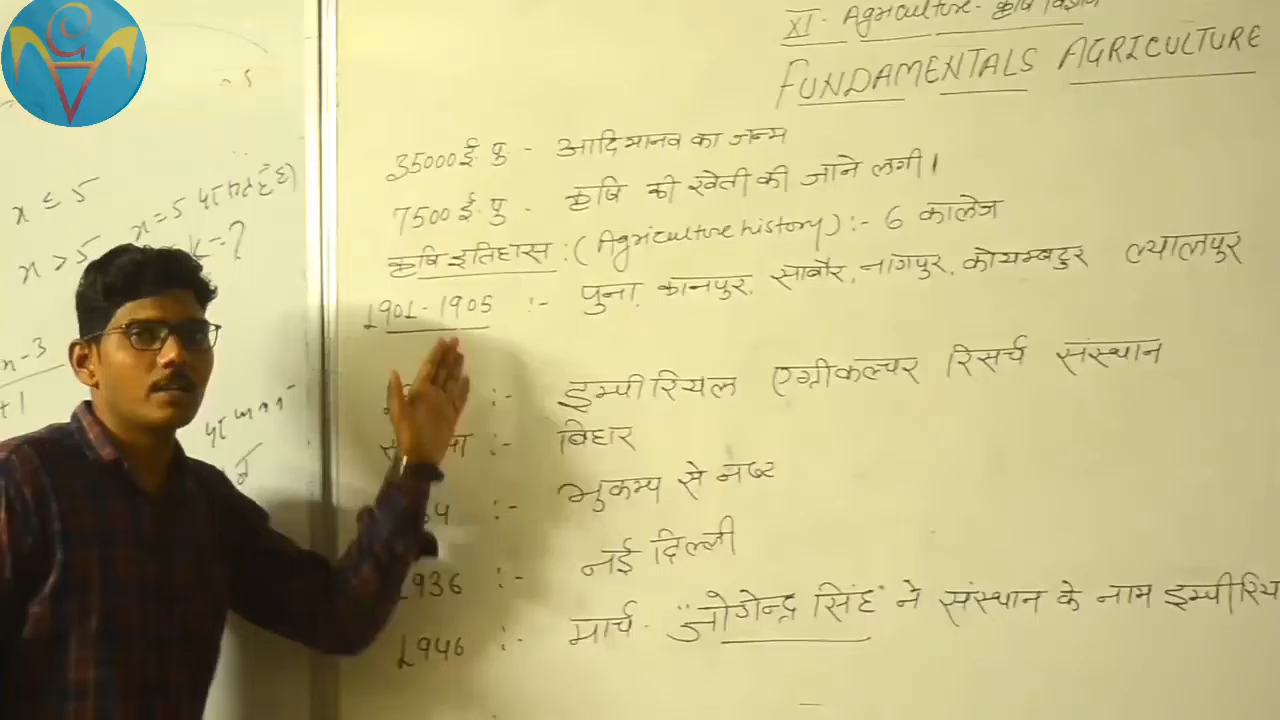 XI - Agriculture - कृषि विज्ञान
FUNDAMENTALS AGRICULTURE
35000 ई. पु. - आदिमानव का जन्म
7500 ई. पु - कृषि की खेती की जाने लगी।
कृषि इतिहास : (Agriculture history) :- 6 कालेज
1901 - 1905 :- पुना, कानपुर, साबौर, नागपुर, कोयम्बटुर ल्यालपुर
:- इम्पीरियल एग्रीकल्चर रिसर्च संस्थान
:- बिहार
:- भुकम्प से नष्ट
1936 :- नई दिल्ली
1946 :- मार्च - "जोगेन्द्र सिंह" ने संस्थान के नाम इम्पीरिय
x ≤ 5
x = 5
x > 5 k = ?
x - 3
+ 1